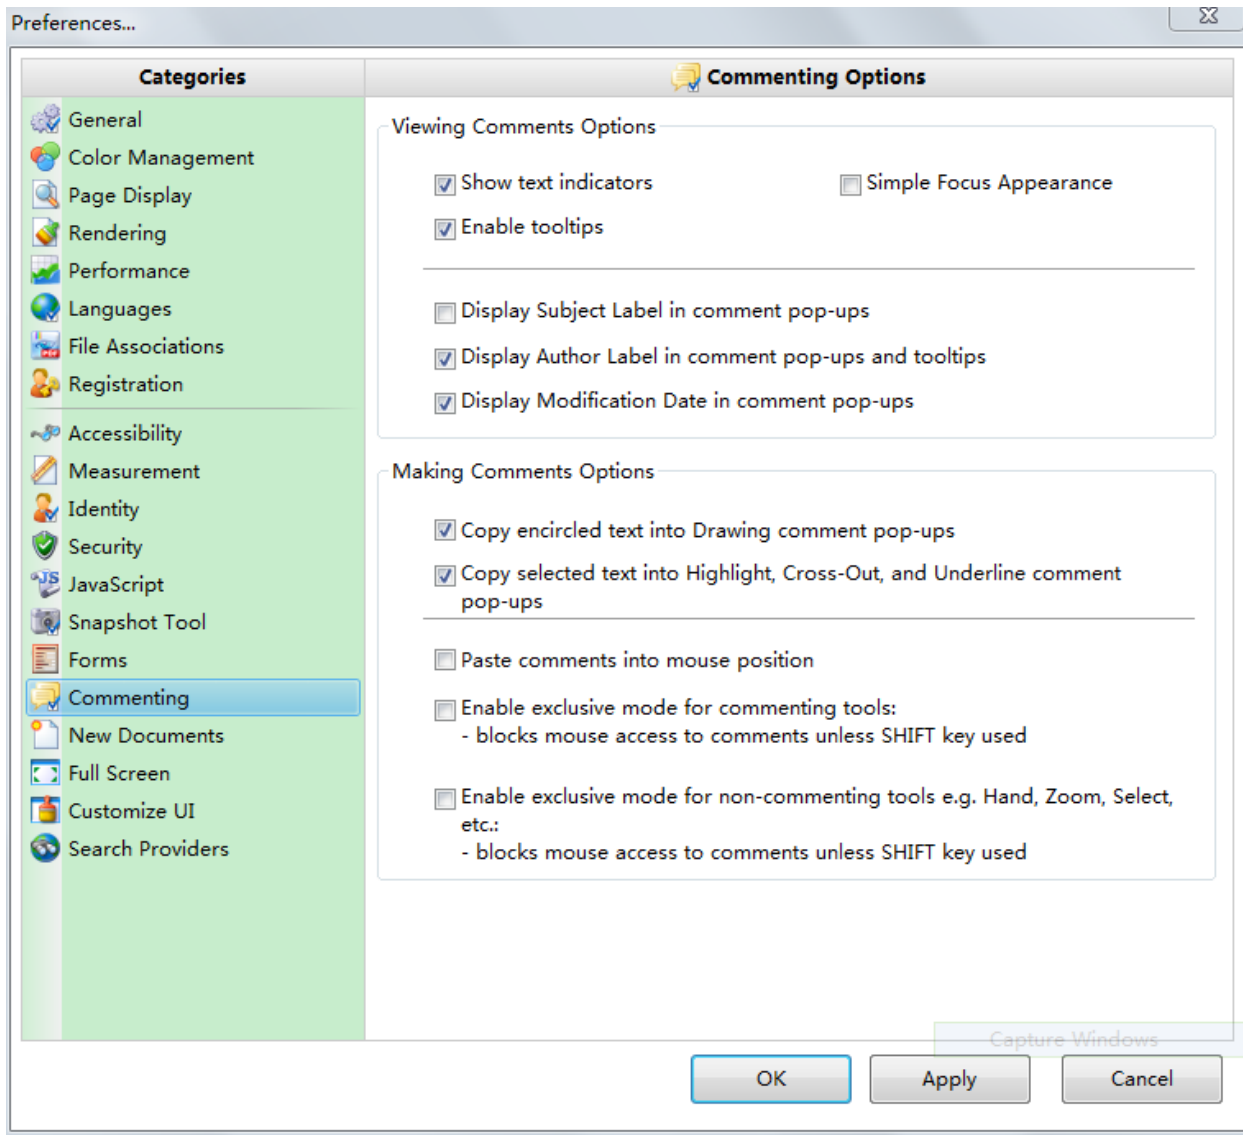 Preferences...
Categories
General
Color Management
Page Display
Rendering
Performance
Languages
File Associations
Registration
Accessibility
Measurement
Identity
Security
JavaScript
Snapshot Tool
Forms
Commenting
New Documents
Full Screen
Customize UI
Search Providers
Commenting Options
Viewing Comments Options
Show text indicators
Simple Focus Appearance
Enable tooltips
Display Subject Label in comment pop-ups
Display Author Label in comment pop-ups and tooltips
Display Modification Date in comment pop-ups
Making Comments Options
Copy encircled text into Drawing comment pop-ups
Copy selected text into Highlight, Cross-Out, and Underline comment
pop-ups
Paste comments into mouse position
Enable exclusive mode for commenting tools:
- blocks mouse access to comments unless SHIFT key used
Enable exclusive mode for non-commenting tools e.g. Hand, Zoom, Select,
etc.:
- blocks mouse access to comments unless SHIFT key used
Capture Windows
OK
Apply
Cancel